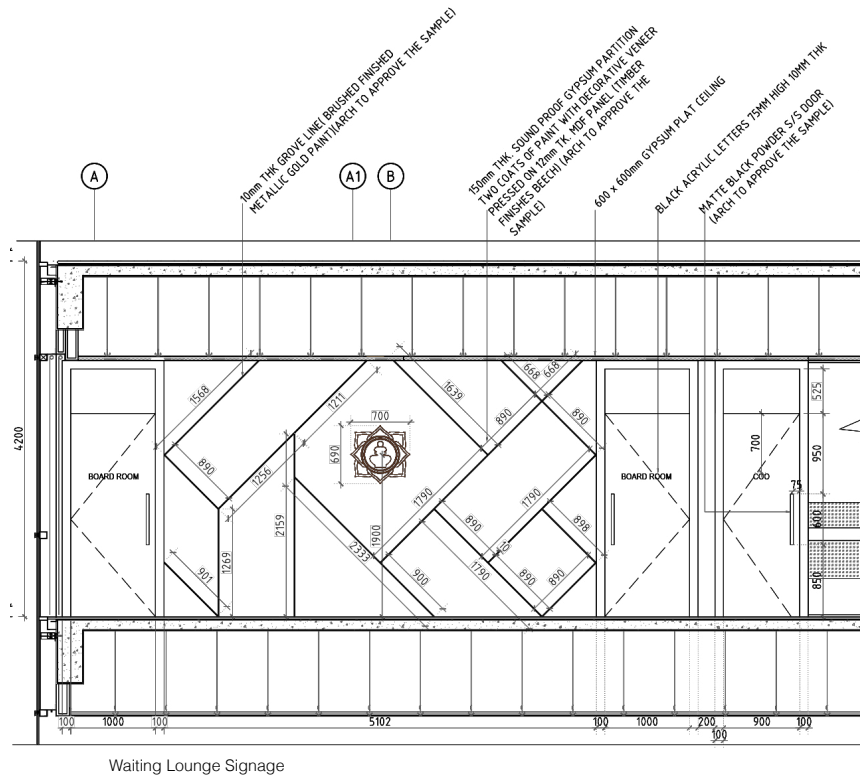 10mm THK GROVE LINE( BRUSHED FINISHED
METALLIC GOLD PAINT)(ARCH TO APPROVE THE SAMPLE)
150mm THK. SOUND PROOF GYPSUM PARTITION
TWO COATS OF PAINT WITH DECORATIVE VENEER
PRESSED ON 12mm TK. MDF PANEL (TIMBER
FINISHES BEECH) (ARCH TO APPROVE THE
SAMPLE)
600 x 600mm GYPSUM PLAT CEILING
BLACK ACRYLIC LETTERS 75MM HIGH 10MM THK
MATTE BLACK POWDER S/S DOOR
(ARCH TO APPROVE THE SAMPLE)
A
A1
B
4200
1568
1211
1639
668
668
525
700
890
890
690
890
1256
700
950
BOARD ROOM
BOARD ROOM
COO
75
1790
1790
2159
1900
890
898
600
2333
1269
901
900
1790
890
890
850
100
1000
100
5102
100
1000
200
900
100
100
Waiting Lounge Signage